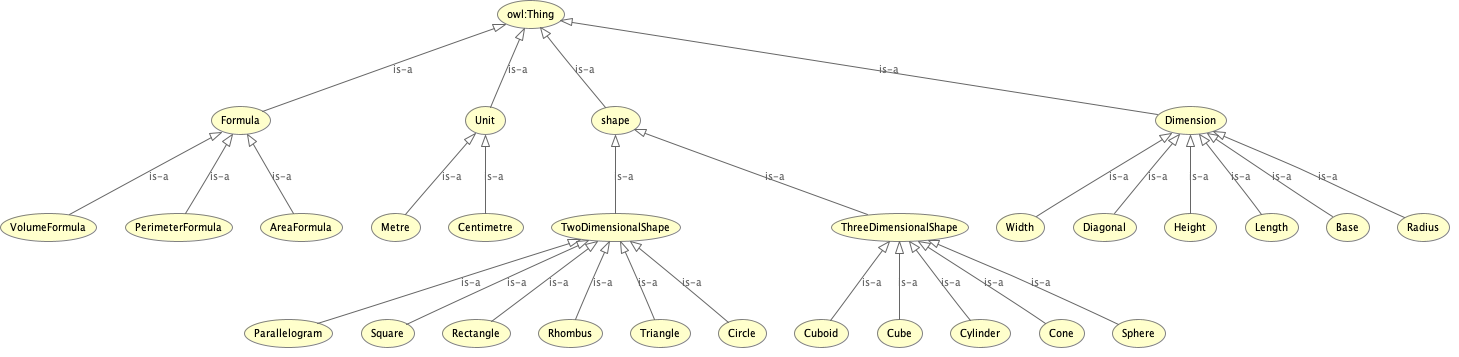 owl:Thing
is-a is-a is-a is-a
Formula Unit shape Dimension
is-a is-a is-a is-a s-a s-a is-a is-a is-a s-a is-a is-a is-a
VolumeFormula PerimeterFormula AreaFormula Metre Centimetre TwoDimensionalShape ThreeDimensionalShape Width Diagonal Height Length Base Radius
is-a is-a is-a is-a is-a is-a is-a s-a is-a is-a is-a
Parallelogram Square Rectangle Rhombus Triangle Circle Cuboid Cube Cylinder Cone Sphere